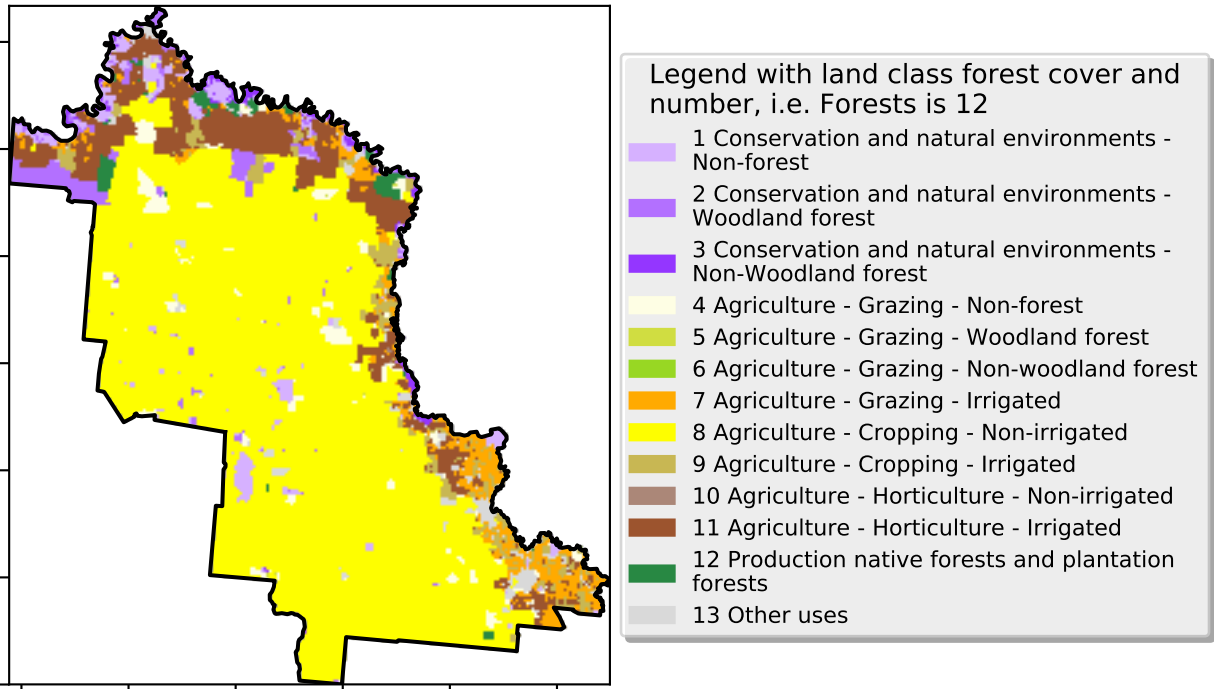 Legend with land class forest cover and
number, i.e. Forests is 12
1 Conservation and natural environments -
Non-forest
2 Conservation and natural environments -
Woodland forest
3 Conservation and natural environments -
Non-Woodland forest
4 Agriculture - Grazing - Non-forest
5 Agriculture - Grazing - Woodland forest
6 Agriculture - Grazing - Non-woodland forest
7 Agriculture - Grazing - Irrigated
8 Agriculture - Cropping - Non-irrigated
9 Agriculture - Cropping - Irrigated
10 Agriculture - Horticulture - Non-irrigated
11 Agriculture - Horticulture - Irrigated
12 Production native forests and plantation
forests
13 Other uses